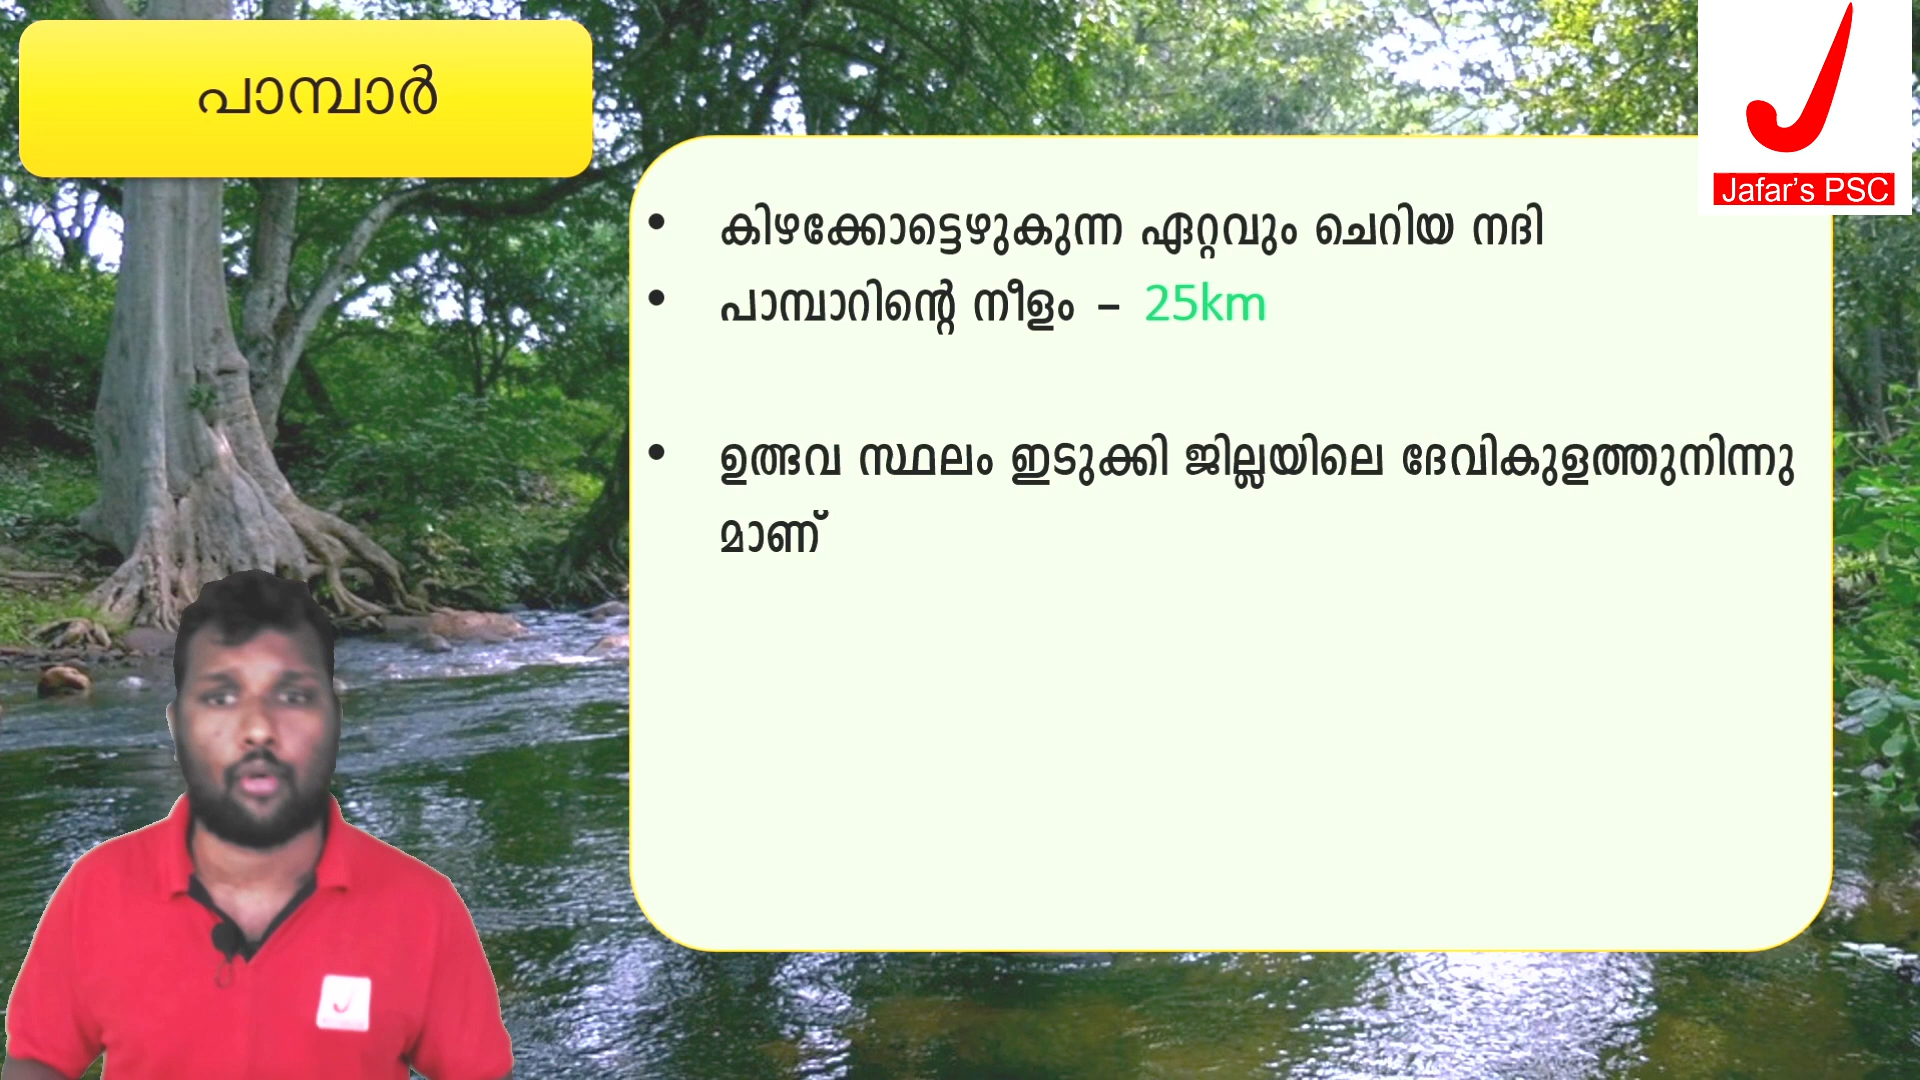 പാമ്പാർ
Jafar's PSC
• കിഴക്കോട്ടെഴുകുന്ന ഏറ്റവും ചെറിയ നദി
• പാമ്പാറിന്റെ നീളം – 25km
• ഉത്ഭവ സ്ഥലം ഇടുക്കി ജില്ലയിലെ ദേവികുളത്തുനിന്നു
മാണ്